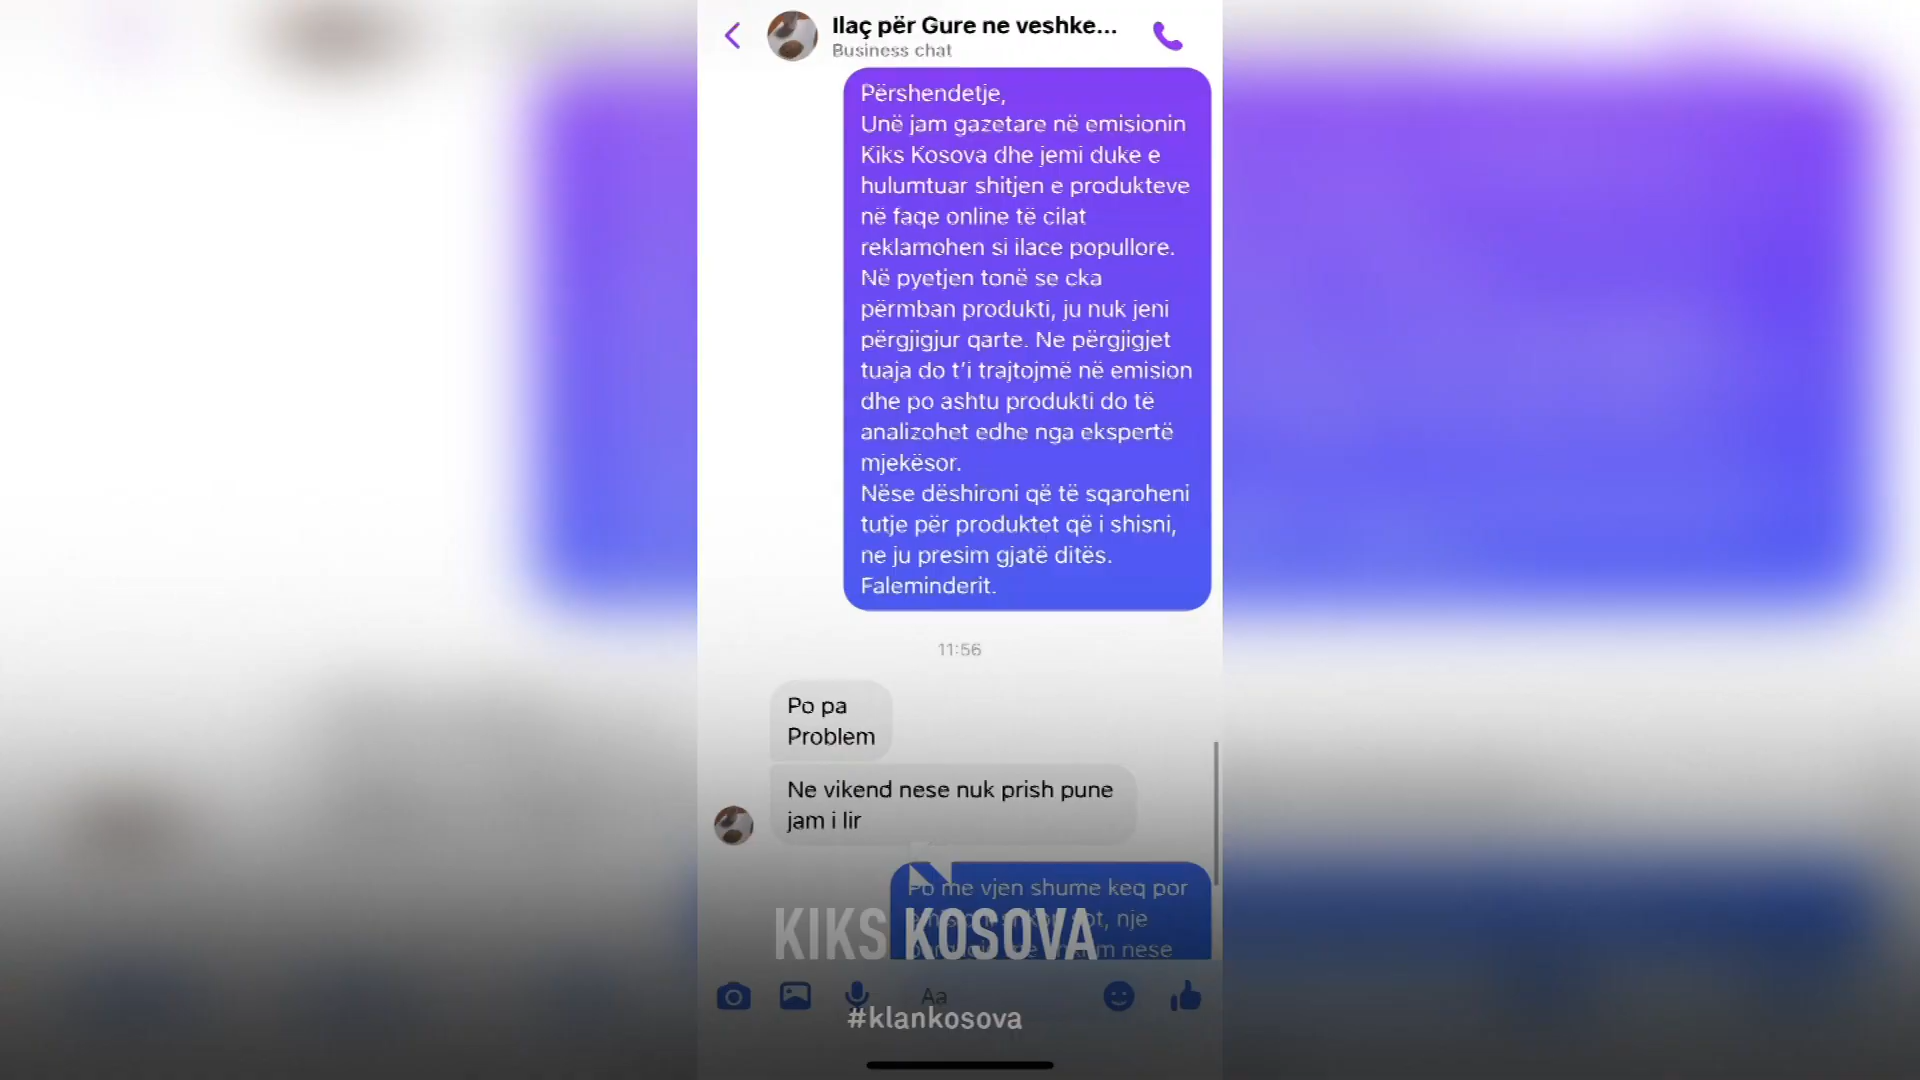 Ilaç për Gure ne veshke...
Business chat
Përshendetje,
Unë jam gazetare në emisionin
Kiks Kosova dhe jemi duke e
hulumtuar shitjen e produkteve
në faqe online të cilat
reklamohen si ilace popullore.
Në pyetjen tonë se cka
përmban produkti, ju nuk jeni
përgjigjur qarte. Ne përgjigjet
tuaja do t'i trajtojmë në emision
dhe po ashtu produkti do të
analizohet edhe nga ekspertë
mjekësor.
Nëse dëshironi që të sqaroheni
tutje për produktet që i shisni,
ne ju presim gjatë ditës.
Faleminderit.
11:56
Po pa
Problem
Ne vikend nese nuk prish pune
jam i lir
Po me vjen shume keq por
nje
nese
KIKS KOSOVA
Aa
#klankosova